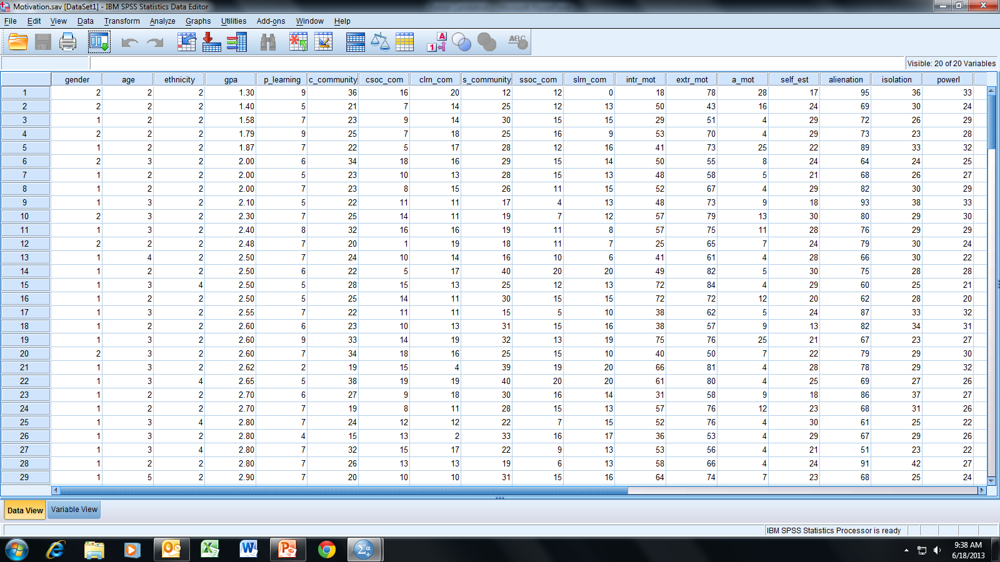 Motivation.sav [DataSet1] - IBM SPSS Statistics Data Editor
File Edit View Data Transform Analyze Graphs Utilities Add-ons Window Help
Visible: 20 of 20 Variables
gender age ethnicity gpa p_learning c_community csoc_com clrn_com s_community ssoc_com slrn_com intr_mot extr_mot a_mot self_est alienation isolation powerl
1 2 2 2 1.30 9 36 16 20 12 12 0 18 78 28 17 95 36 33
2 2 2 2 1.40 5 21 7 14 25 12 13 50 43 16 24 69 30 24
3 1 2 2 1.58 7 23 9 14 30 15 15 29 51 4 29 72 26 29
4 2 2 2 1.79 9 25 7 18 25 16 9 53 70 4 29 73 23 28
5 1 2 2 1.87 7 22 5 17 28 12 16 41 73 25 22 89 33 32
6 2 3 2 2.00 6 34 18 16 29 15 14 50 55 8 24 64 24 25
7 1 2 2 2.00 5 23 10 13 28 15 13 48 58 5 21 68 26 27
8 1 2 2 2.00 7 23 8 15 26 11 15 52 67 4 29 82 30 29
9 1 3 2 2.10 5 22 11 11 17 4 13 48 73 9 18 93 38 33
10 2 3 2 2.30 7 25 14 11 19 7 12 57 79 13 30 80 29 30
11 1 3 2 2.40 8 32 16 16 19 11 8 57 75 11 28 76 29 29
12 2 2 2 2.48 7 20 1 19 18 11 7 25 65 7 24 79 30 24
13 1 4 2 2.50 7 24 10 14 16 10 6 41 61 4 28 66 30 22
14 1 2 2 2.50 6 22 5 17 40 20 20 49 82 5 30 75 28 28
15 1 3 4 2.50 5 28 15 13 25 12 13 72 84 4 29 60 25 21
16 1 2 2 2.50 5 25 14 11 30 15 15 72 72 12 20 62 28 20
17 1 3 2 2.55 7 22 11 11 15 5 10 38 62 5 24 87 33 32
18 1 2 2 2.60 6 23 10 13 31 15 16 38 57 9 13 82 34 31
19 1 3 2 2.60 9 33 14 19 32 13 19 75 76 25 21 67 23 27
20 2 3 2 2.60 7 34 18 16 25 15 10 40 50 7 22 79 29 30
21 1 3 2 2.62 2 19 15 4 39 19 20 66 81 4 28 78 29 32
22 1 3 4 2.65 5 38 19 19 40 20 20 61 80 4 25 69 27 26
23 1 2 2 2.70 6 27 9 18 30 16 14 31 58 9 18 86 37 27
24 1 2 2 2.70 7 19 8 11 28 15 13 57 76 12 23 68 31 26
25 1 3 4 2.80 7 24 12 12 22 7 15 52 76 4 30 61 25 22
26 1 3 2 2.80 4 15 13 2 33 16 17 36 53 4 29 67 29 26
27 1 3 4 2.80 7 32 15 17 22 9 13 53 56 4 21 51 23 22
28 1 2 2 2.80 7 26 13 13 19 6 13 58 66 4 24 91 42 27
29 1 5 2 2.90 7 20 10 10 31 15 16 64 74 7 23 68 25 24
Data View Variable View
IBM SPSS Statistics Processor is ready
9:38 AM
6/18/2013